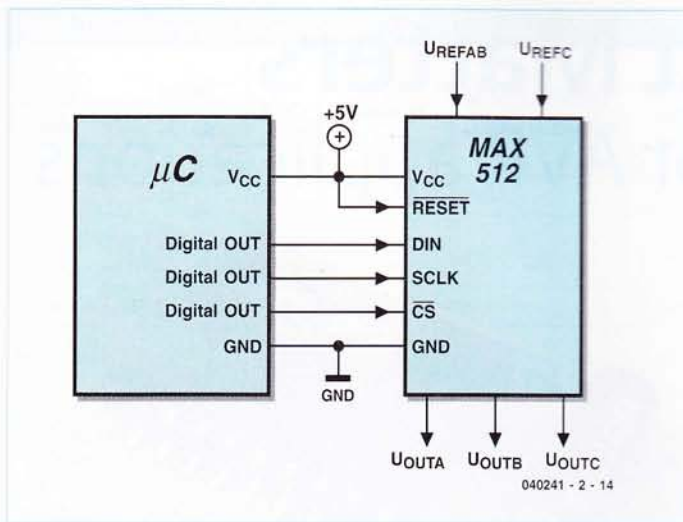 UREFAB UREFC
+5V
µC
MAX
512
VCC VCC
RESET
Digital OUT DIN
Digital OUT SCLK
Digital OUT CS
GND GND
GND
UOUTA UOUTB UOUTC
040241 - 2 - 14